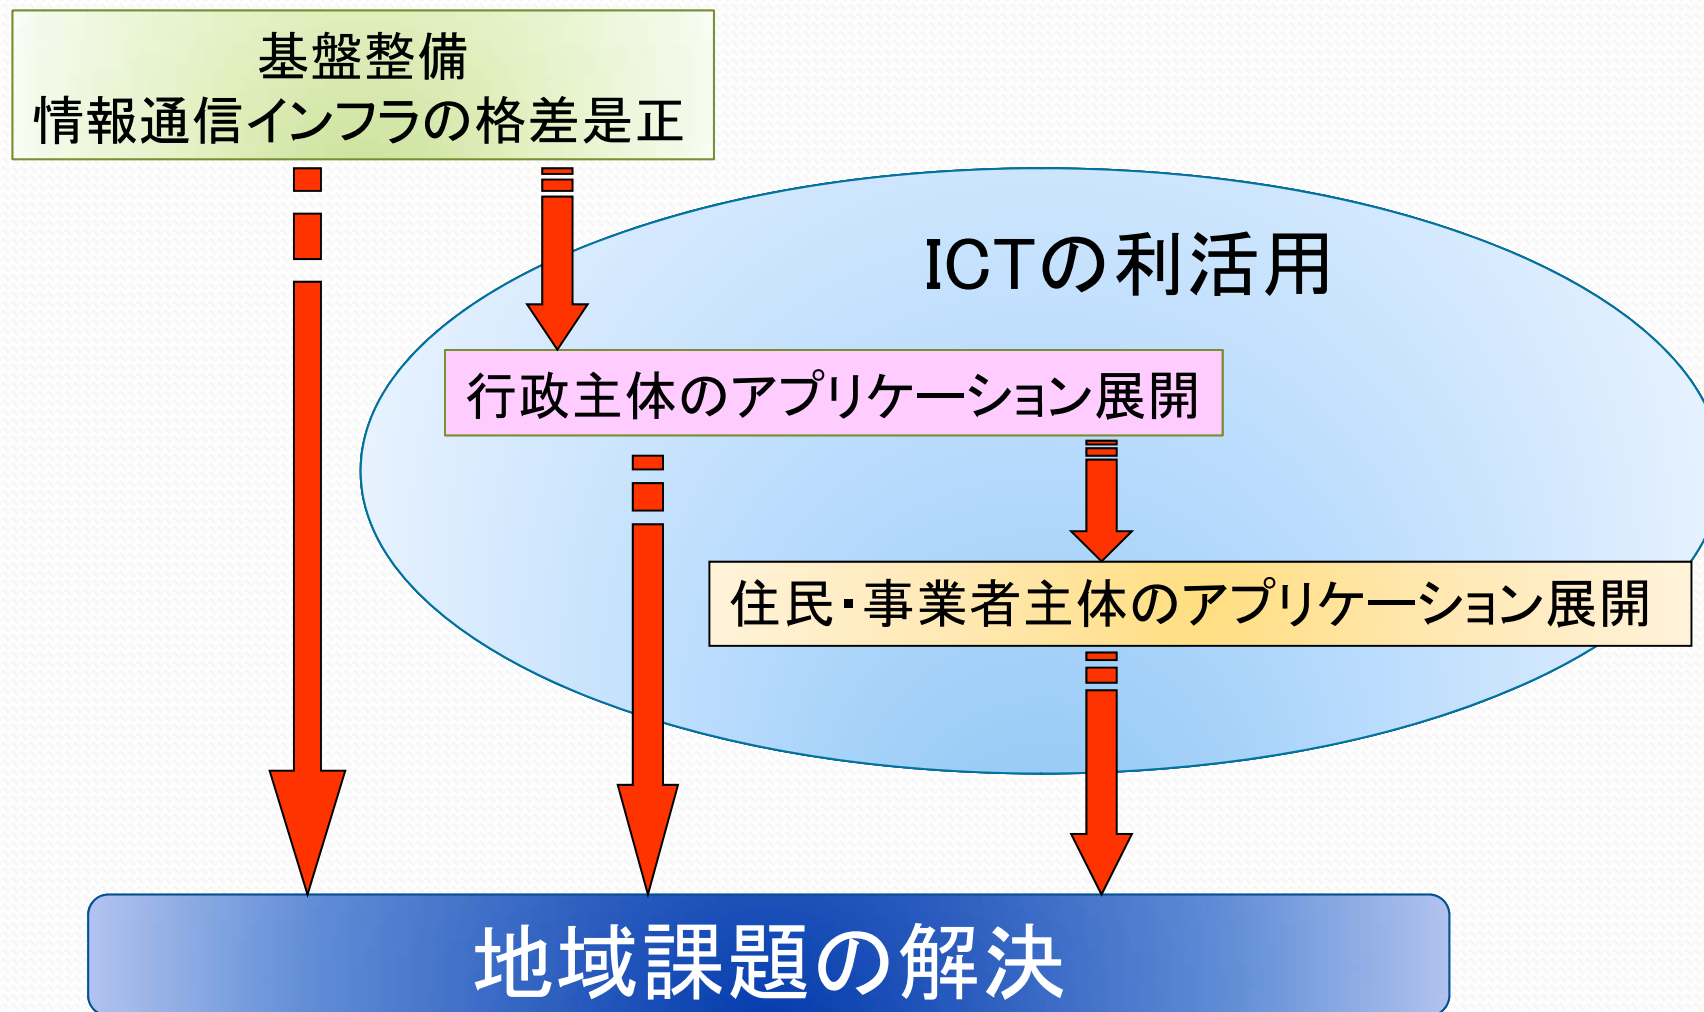 基盤整備
情報通信インフラの格差是正
ICTの利活用
行政主体のアプリケーション展開
住民・事業者主体のアプリケーション展開
地域課題の解決